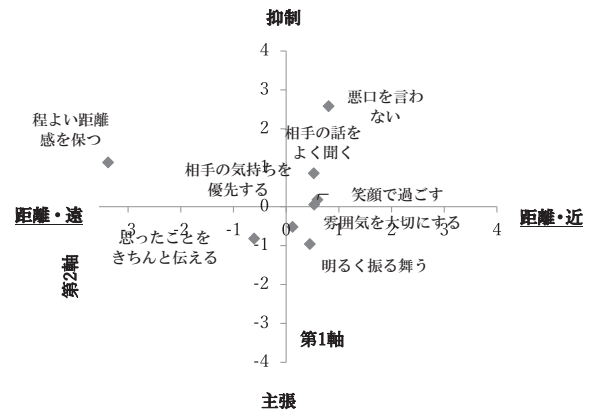 抑制
4
悪口を言わ
ない
3
程よい距離
感を保つ
2
相手の話を
よく聞く
1
相手の気持ちを
優先する
笑顔で過ごす
距離・遠
0
距離・近
-3 -2 -1 0 1 2 3 4
雰囲気を大切にする
思ったことを
きちんと伝える
-1
明るく振る舞う
第2軸
-2
-3
第1軸
-4
主張